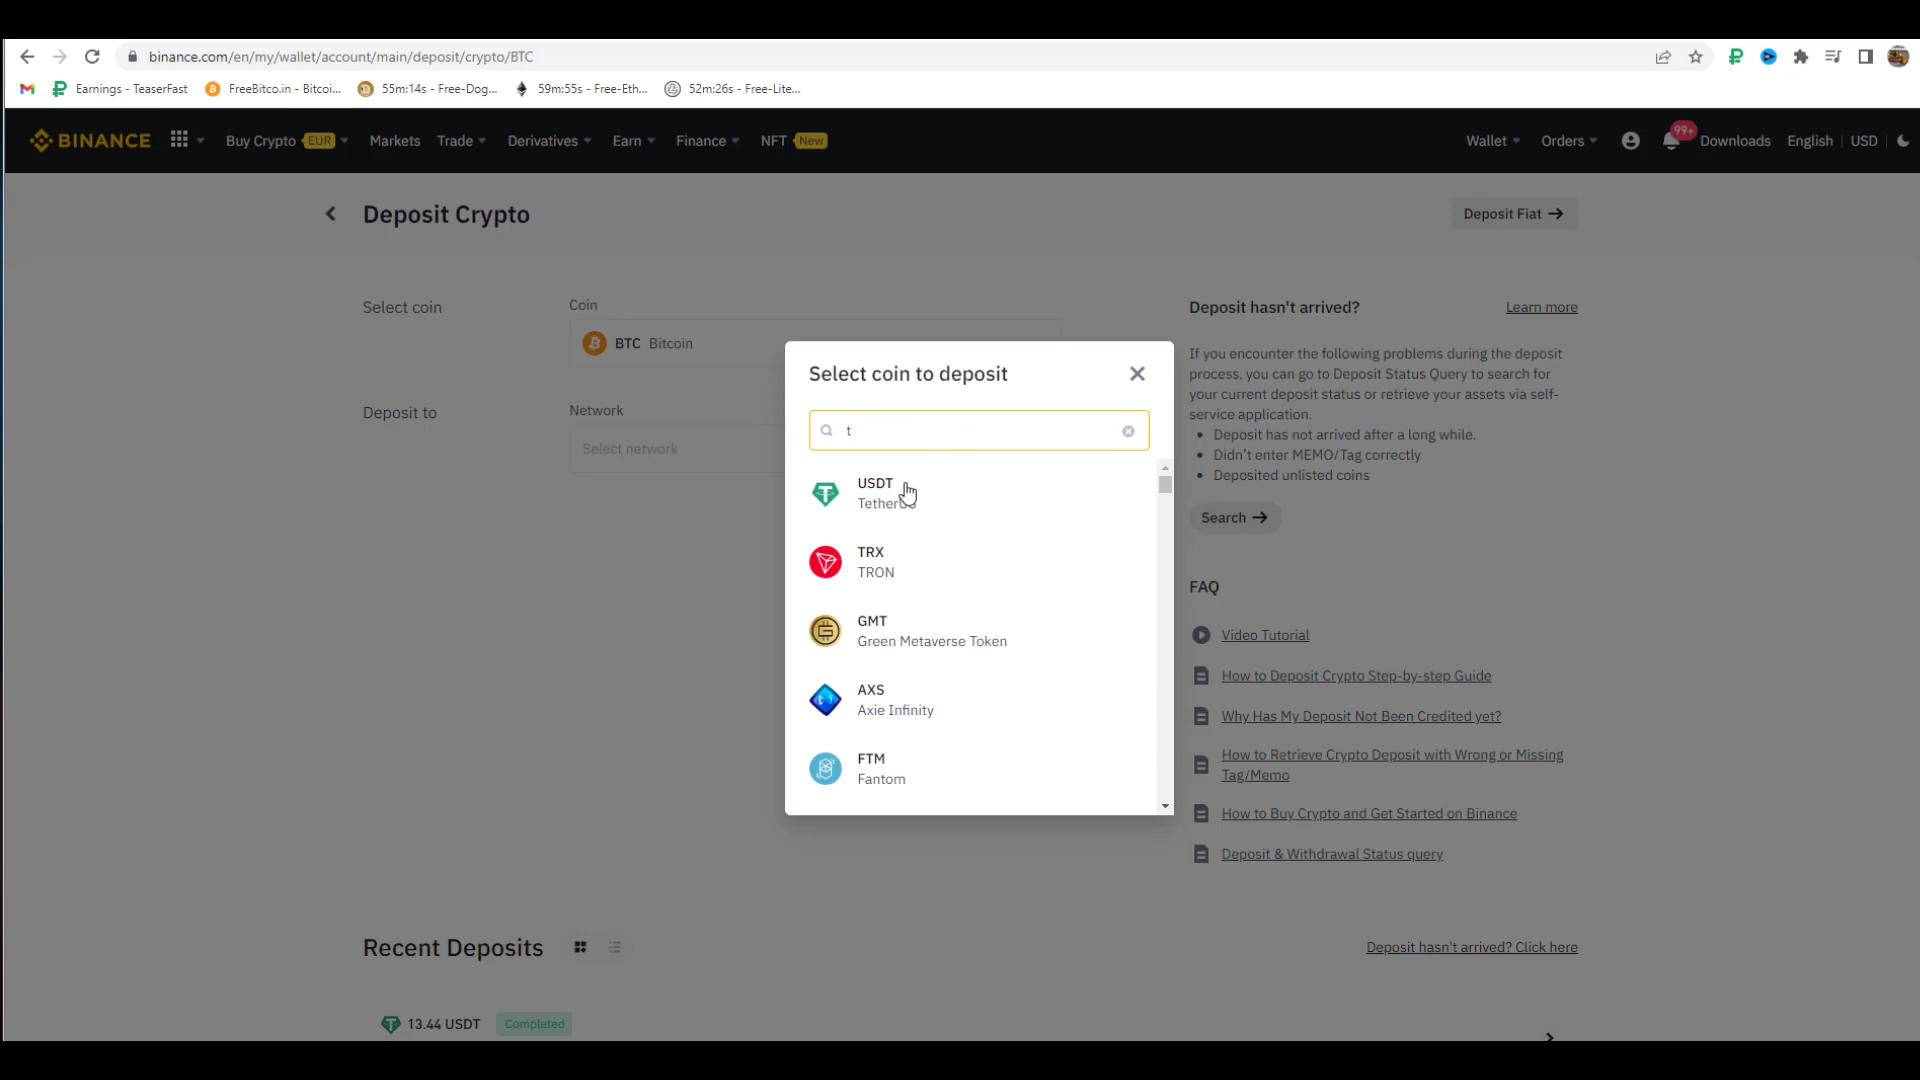 binance.com/en/my/wallet/account/main/deposit/crypto/BTC
Earnings - TeaserFast
FreeBitco.in - Bitcoi...
55m:14s - Free-Dog...
59m:55s - Free-Eth...
52m:26s - Free-Lite...
BINANCE
Buy Crypto EUR
Markets
Trade
Derivatives
Earn
Finance
NFT New
Wallet
Orders
99+
Downloads
English
USD
Deposit Crypto
Deposit Fiat
Select coin
Coin
BTC Bitcoin
Deposit to
Network
Select network
Select coin to deposit
t
USDT
TRX
TRON
GMT
Green Metaverse Token
AXS
Axie Infinity
FTM
Fantom
Deposit hasn't arrived?
Learn more
If you encounter the following problems during the deposit
process, you can go to Deposit Status Query to search for
your current deposit status or retrieve your assets via self-
service application.
Deposit has not arrived after a long while.
Didn't enter MEMO/Tag correctly
Deposited unlisted coins
Search
FAQ
Video Tutorial
How to Deposit Crypto Step-by-step Guide
Why Has My Deposit Not Been Credited yet?
How to Retrieve Crypto Deposit with Wrong or Missing
Tag/Memo
How to Buy Crypto and Get Started on Binance
Deposit & Withdrawal Status query
Recent Deposits
Deposit hasn't arrived? Click here
13.44 USDT
Completed